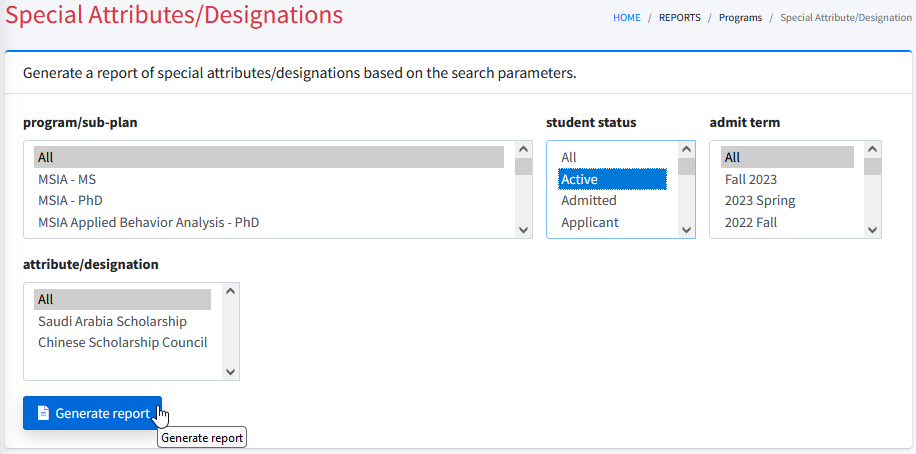 Special Attributes/Designations
HOME / REPORTS / Programs / Special Attribute/Designation
Generate a report of special attributes/designations based on the search parameters.
program/sub-plan
All
MSIA - MS
MSIA - PhD
MSIA Applied Behavior Analysis - PhD
student status
All
Active
Admitted
Applicant
admit term
All
Fall 2023
2023 Spring
2022 Fall
attribute/designation
All
Saudi Arabia Scholarship
Chinese Scholarship Council
Generate report
Generate report